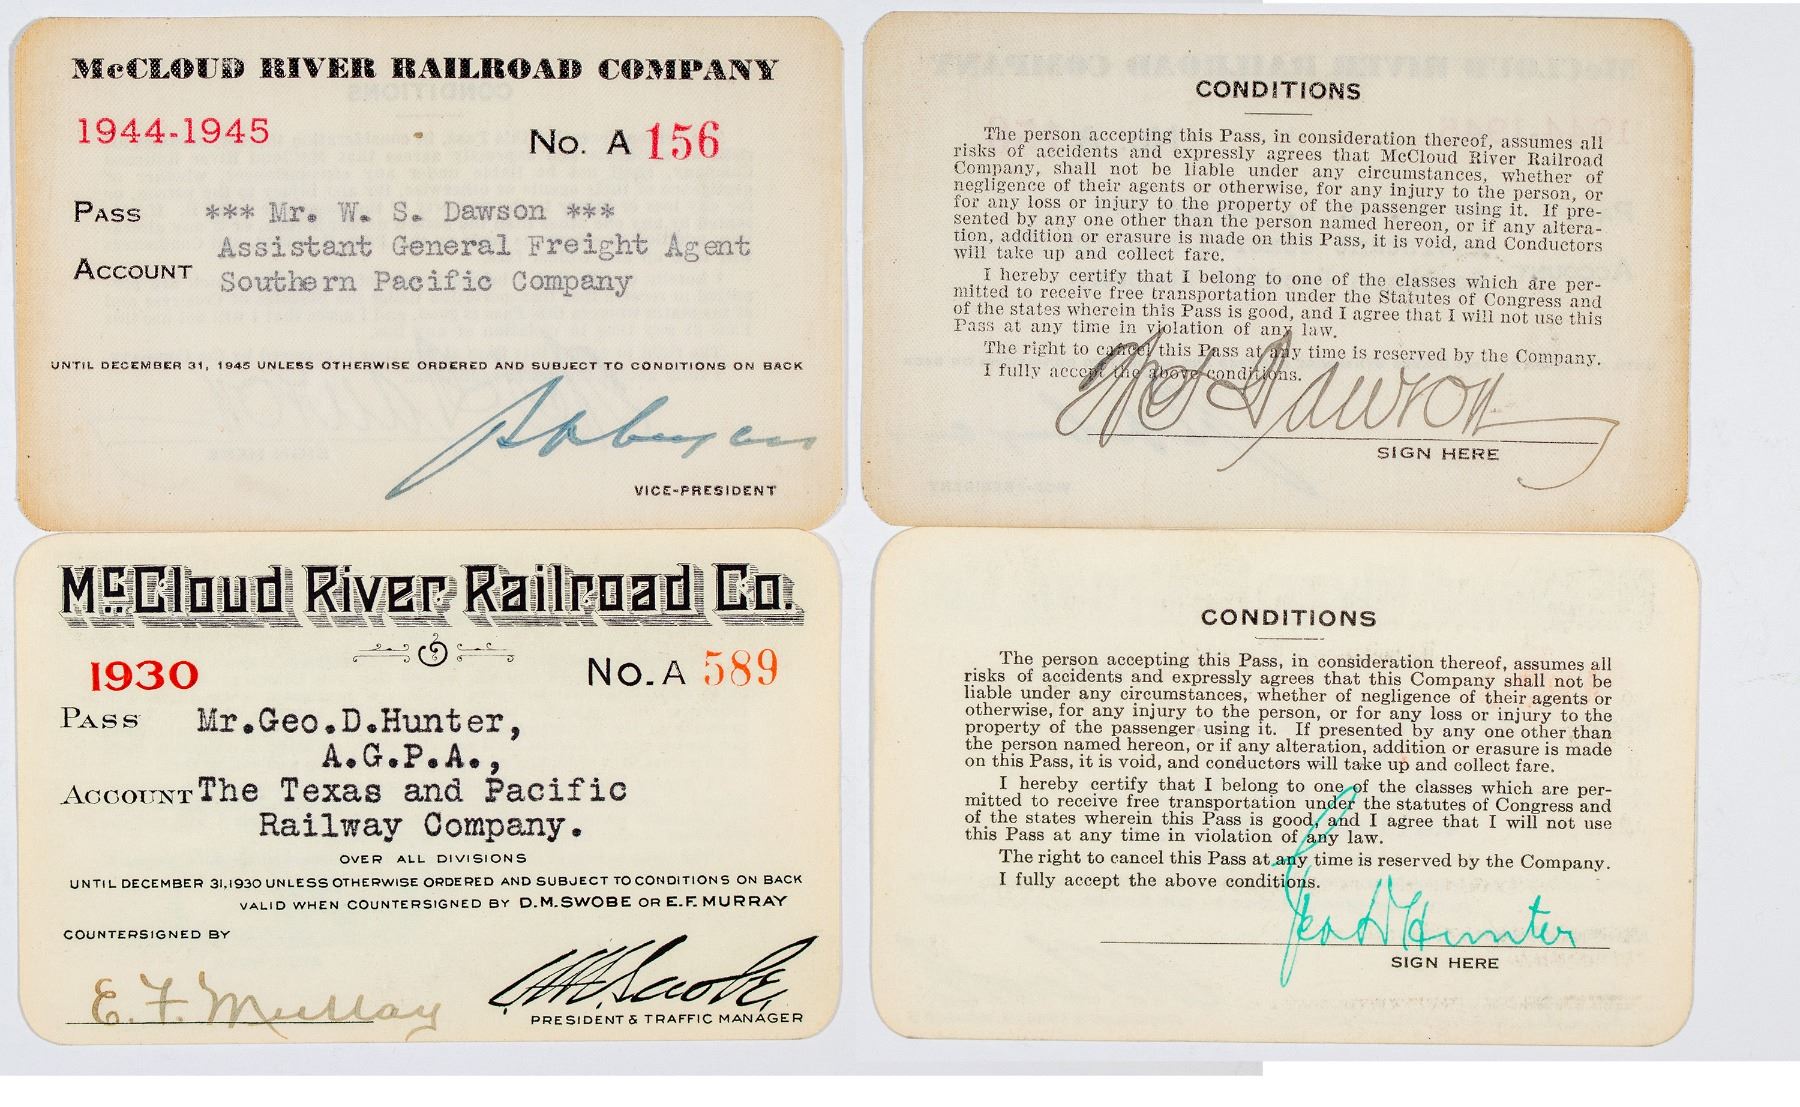 McCLOUD RIVER RAILROAD COMPANY
1944-1945
No. A 156
PASS *** Mr. W. S. Dawson ***
Assistant General Freight Agent
ACCOUNT Southern Pacific Company
UNTIL DECEMBER 31, 1945 UNLESS OTHERWISE ORDERED AND SUBJECT TO CONDITIONS ON BACK
VICE-PRESIDENT
CONDITIONS
The person accepting this Pass, in consideration thereof, assumes all
risks of accidents and expressly agrees that McCloud River Railroad
Company, shall not be liable under any circumstances, whether of
negligence of their agents or otherwise, for any injury to the person, or
for any loss or injury to the property of the passenger using it. If pre-
sented by any one other than the person named hereon, or if any altera-
tion, addition or erasure is made on this Pass, it is void, and Conductors
will take up and collect fare.
I hereby certify that I belong to one of the classes which are per-
mitted to receive free transportation under the Statutes of Congress and
of the states wherein this Pass is good, and I agree that I will not use this
Pass at any time in violation of any law.
The right to cancel this Pass at any time is reserved by the Company.
I fully accept the above conditions.
W S Dawson
SIGN HERE
McCloud River Railroad Co.
1930
No. A 589
PASS Mr.Geo.D.Hunter,
A.G.P.A.,
ACCOUNT The Texas and Pacific
Railway Company.
OVER ALL DIVISIONS
UNTIL DECEMBER 31,1930 UNLESS OTHERWISE ORDERED AND SUBJECT TO CONDITIONS ON BACK
VALID WHEN COUNTERSIGNED BY D.M.SWOBE OR E.F.MURRAY
COUNTERSIGNED BY
E. F. Murray
D M Swobe,
PRESIDENT & TRAFFIC MANAGER
CONDITIONS
The person accepting this Pass, in consideration thereof, assumes all
risks of accidents and expressly agrees that this Company shall not be
liable under any circumstances, whether of negligence of their agents or
otherwise, for any injury to the person, or for any loss or injury to the
property of the passenger using it. If presented by any one other than
the person named hereon, or if any alteration, addition or erasure is made
on this Pass, it is void, and conductors will take up and collect fare.
I hereby certify that I belong to one of the classes which are per-
mitted to receive free transportation under the statutes of Congress and
of the states wherein this Pass is good, and I agree that I will not use
this Pass at any time in violation of any law.
The right to cancel this Pass at any time is reserved by the Company.
I fully accept the above conditions.
Geo D Hunter
SIGN HERE